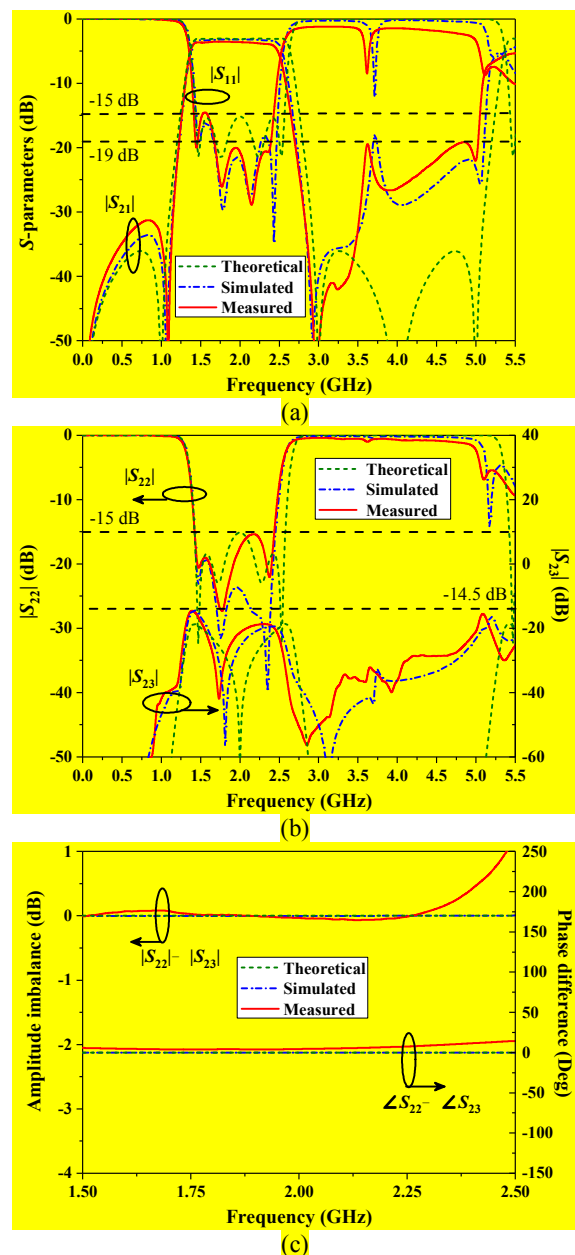 0
-10
-20
-30
-40
-50
S-parameters (dB)
|S11|
-15 dB
-19 dB
|S21|
Theoretical
Simulated
Measured
0.0 0.5 1.0 1.5 2.0 2.5 3.0 3.5 4.0 4.5 5.0 5.5
Frequency (GHz)
(a)
0
-10
-20
-30
-40
-50
|S22| (dB)
40
20
0
-20
-40
-60
|S23| (dB)
|S22|
-15 dB
Theoretical
Simulated
Measured
-14.5 dB
|S23|
0.0 0.5 1.0 1.5 2.0 2.5 3.0 3.5 4.0 4.5 5.0 5.5
Frequency (GHz)
(b)
1
0
-1
-2
-3
-4
Amplitude imbalance (dB)
250
200
150
100
50
0
-50
-100
-150
Phase difference (Deg)
|S22|− |S23|
Theoretical
Simulated
Measured
∠S22− ∠S23
1.50 1.75 2.00 2.25 2.50
Frequency (GHz)
(c)